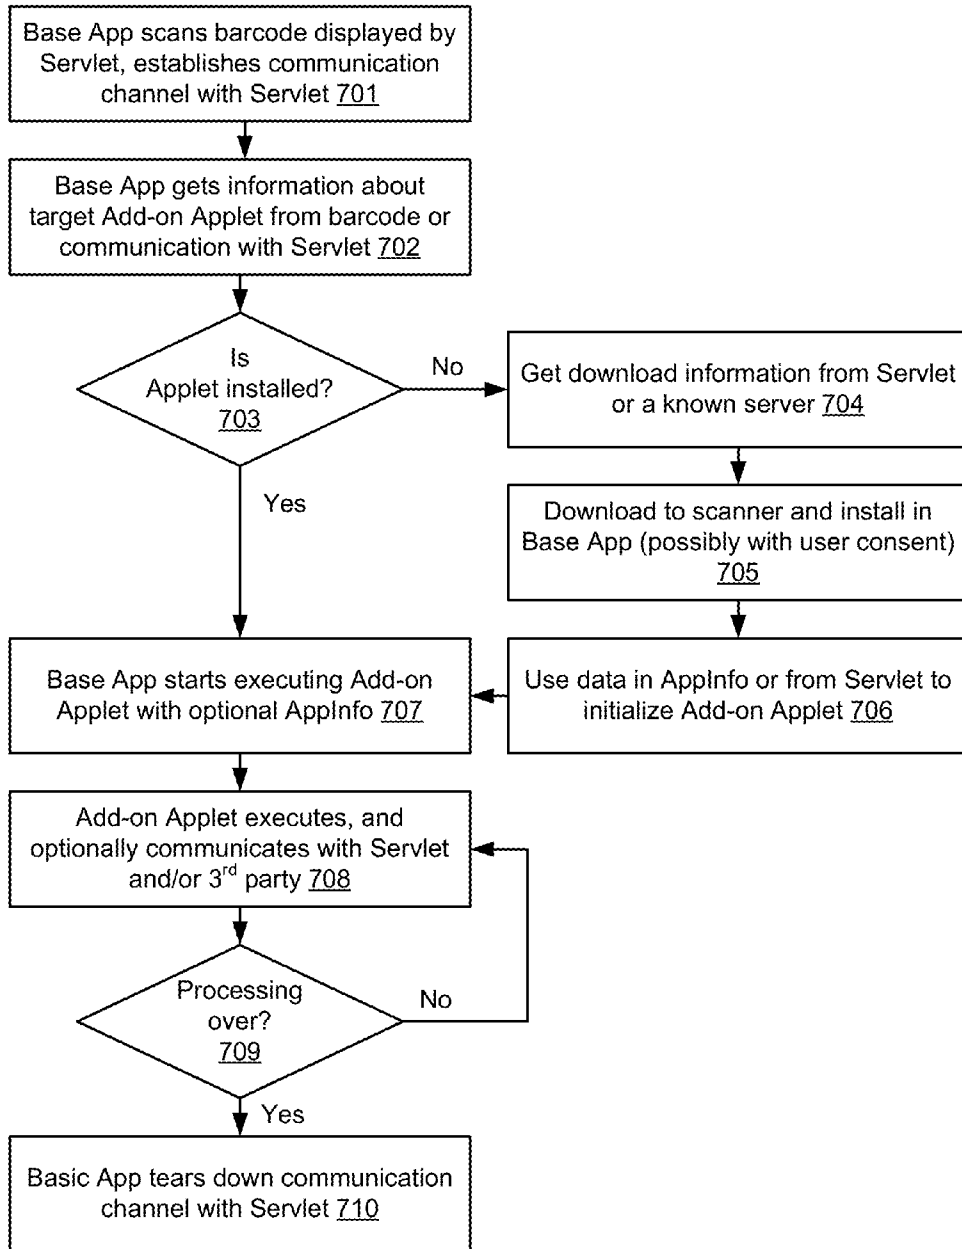 Base App scans barcode displayed by
Servlet, establishes communication
channel with Servlet 701
Base App gets information about
target Add-on Applet from barcode or
communication with Servlet 702
Is
Applet installed?
703
No
Get download information from Servlet
or a known server 704
Yes
Download to scanner and install in
Base App (possibly with user consent)
705
Use data in AppInfo or from Servlet to
initialize Add-on Applet 706
Base App starts executing Add-on
Applet with optional AppInfo 707
Add-on Applet executes, and
optionally communicates with Servlet
and/or 3rd party 708
Processing
over?
709
No
Yes
Basic App tears down communication
channel with Servlet 710